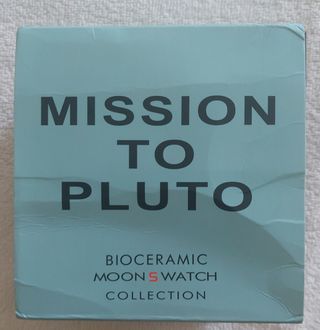 MISSION
TO
PLUTO
BIOCERAMIC
MOONSWATCH
COLLECTION